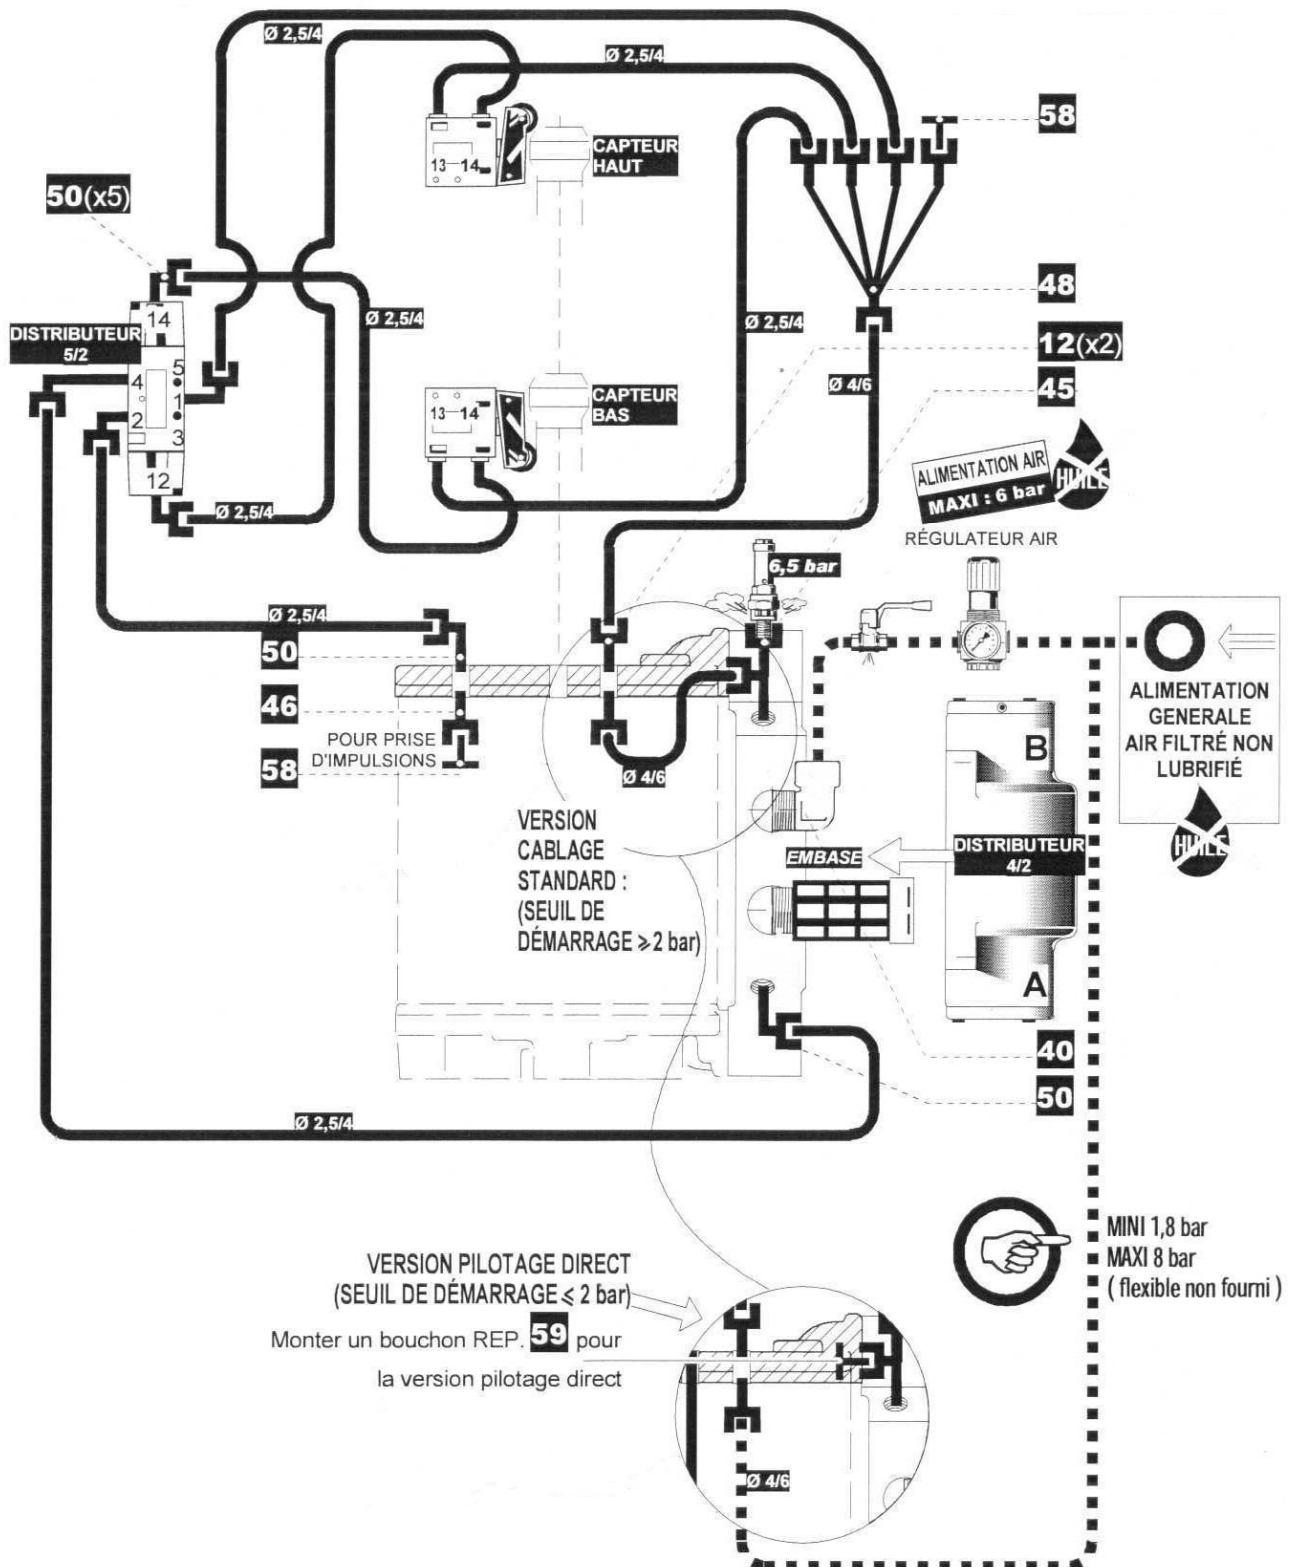 Ø 2,5/4
Ø 2,5/4
58
CAPTEUR
HAUT
13 14
50(x5)
48
14
Ø 2,5/4
Ø 2,5/4
DISTRIBUTEUR
5/2
12(x2)
4
5
1
2
3
Ø 4/6
45
CAPTEUR
BAS
13 14
12
Ø 2,5/4
ALIMENTATION AIR
MAXI : 6 bar
HUILE
RÉGULATEUR AIR
6,5 bar
Ø 2,5/4
50
46
POUR PRISE
D'IMPULSIONS
58
Ø 4/6
ALIMENTATION
GENERALE
AIR FILTRÉ NON
LUBRIFIÉ
HUILE
B
VERSION
CABLAGE
STANDARD :
(SEUIL DE
DÉMARRAGE ⩾ 2 bar)
EMBASE
DISTRIBUTEUR
4/2
A
40
50
Ø 2,5/4
MINI 1,8 bar
MAXI 8 bar
( flexible non fourni )
VERSION PILOTAGE DIRECT
(SEUIL DE DÉMARRAGE ⩽ 2 bar)
Monter un bouchon REP. 59 pour
la version pilotage direct
Ø 4/6